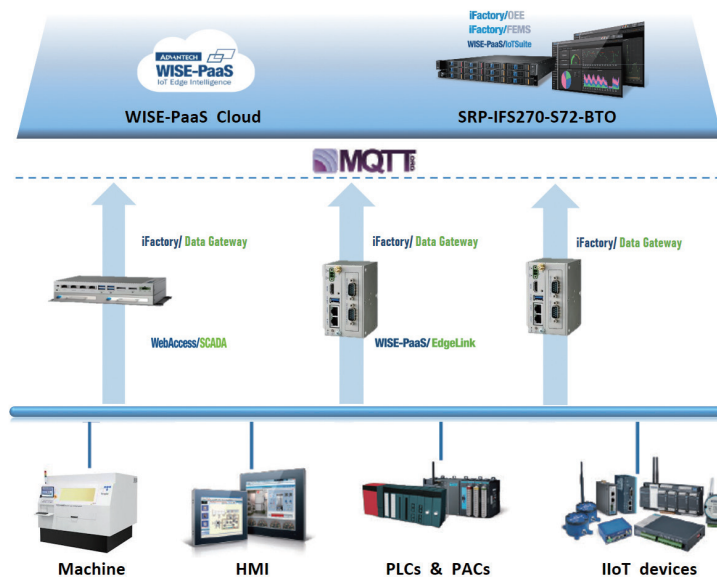 iFactory/OEE
iFactory/FEMS
WISE-PaaS/IoTSuite
ADVANTECH
WISE-PaaS
IoT Edge Intelligence
WISE-PaaS Cloud
SRP-IFS270-S72-BTO
MQTT.ORG
iFactory/ Data Gateway
iFactory/ Data Gateway
iFactory/ Data Gateway
WebAccess/SCADA
WISE-PaaS/EdgeLink
Machine
HMI
PLCs & PACs
IIoT devices